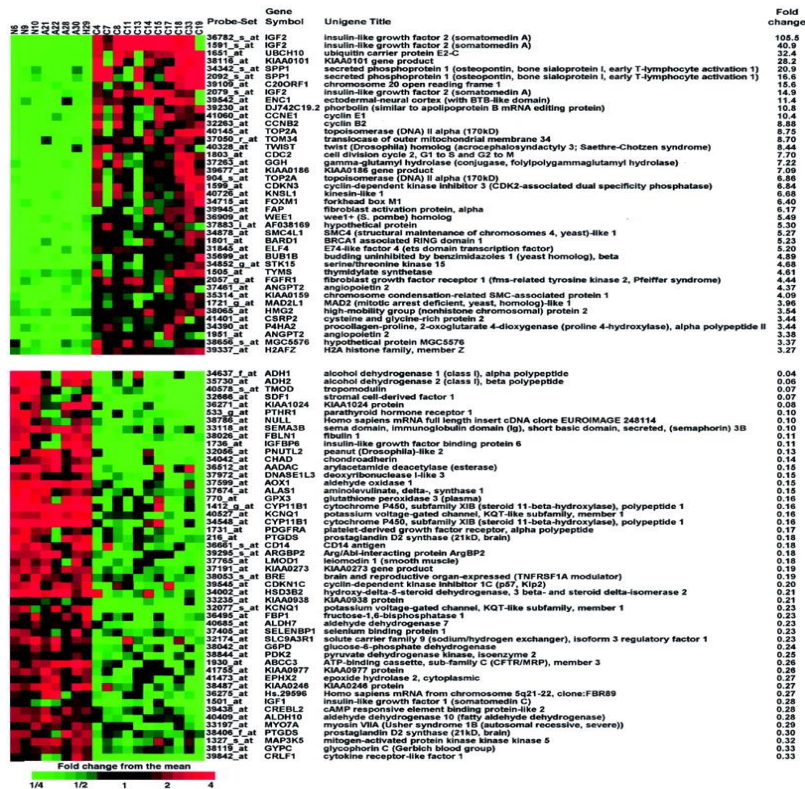 N6 N9 N10 A21 A22 A28 A30 H29 C4 C7 C8 C11 C13 C14 C15 C17 C18 C33 C19
Probe-Set Gene Symbol Unigene Title Fold change
36782_s_at IGF2 insulin-like growth factor 2 (somatomedin A) 105.5
1591_s_at IGF2 insulin-like growth factor 2 (somatomedin A) 40.9
1651_at UBCH10 ubiquitin carrier protein E2-C 32.4
38116_at KIAA0101 KIAA0101 gene product 28.2
34342_s_at SPP1 secreted phosphoprotein 1 (osteopontin, bone sialoprotein I, early T-lymphocyte activation 1) 20.9
2092_s_at SPP1 secreted phosphoprotein 1 (osteopontin, bone sialoprotein I, early T-lymphocyte activation 1) 16.6
39109_at C20ORF1 chromosome 20 open reading frame 1 15.6
2079_s_at IGF2 insulin-like growth factor 2 (somatomedin A) 14.9
39542_at ENC1 ectodermal-neural cortex (with BTB-like domain) 11.4
39230_at DJ742C19.2 phorbolin (similar to apolipoprotein B mRNA editing protein) 10.8
41060_at CCNE1 cyclin E1 10.4
32263_at CCNB2 cyclin B2 8.88
40145_at TOP2A topoisomerase (DNA) II alpha (170kD) 8.75
37050_r_at TOM34 translocase of outer mitochondrial membrane 34 8.70
40328_at TWIST twist (Drosophila) homolog (acrocephalosyndactyly 3; Saethre-Chotzen syndrome) 8.44
1803_at CDC2 cell division cycle 2, G1 to S and G2 to M 7.70
37263_at GGH gamma-glutamyl hydrolase (conjugase, folylpolygammaglutamyl hydrolase) 7.22
39677_at KIAA0186 KIAA0186 gene product 7.09
904_s_at TOP2A topoisomerase (DNA) II alpha (170kD) 6.86
1599_at CDKN3 cyclin-dependent kinase inhibitor 3 (CDK2-associated dual specificity phosphatase) 6.84
40726_at KNSL1 kinesin-like 1 6.68
34715_at FOXM1 forkhead box M1 6.40
39945_at FAP fibroblast activation protein, alpha 6.17
36909_at WEE1 wee1+ (S. pombe) homolog 5.49
37883_i_at AF038169 hypothetical protein 5.30
34878_at SMC4L1 SMC4 (structural maintenance of chromosomes 4, yeast)-like 1 5.27
1801_at BARD1 BRCA1 associated RING domain 1 5.23
31845_at ELF4 E74-like factor 4 (ets domain transcription factor) 5.20
35699_at BUB1B budding uninhibited by benzimidazoles 1 (yeast homolog), beta 4.89
34852_g_at STK15 serine/threonine kinase 15 4.68
1505_at TYMS thymidylate synthetase 4.61
2057_g_at FGFR1 fibroblast growth factor receptor 1 (fms-related tyrosine kinase 2, Pfeiffer syndrome) 4.44
37461_at ANGPT2 angiopoietin 2 4.37
35314_at KIAA0159 chromosome condensation-related SMC-associated protein 1 4.09
1721_g_at MAD2L1 MAD2 (mitotic arrest deficient, yeast, homolog)-like 1 3.96
38065_at HMG2 high-mobility group (nonhistone chromosomal) protein 2 3.54
41401_at CSRP2 cysteine and glycine-rich protein 2 3.44
34390_at P4HA2 procollagen-proline, 2-oxoglutarate 4-dioxygenase (proline 4-hydroxylase), alpha polypeptide II 3.44
1951_at ANGPT2 angiopoietin 2 3.38
38656_s_at MGC5576 hypothetical protein MGC5576 3.37
39337_at H2AFZ H2A histone family, member Z 3.27
34637_f_at ADH1 alcohol dehydrogenase 1 (class I), alpha polypeptide 0.04
35730_at ADH2 alcohol dehydrogenase 2 (class I), beta polypeptide 0.06
40578_s_at TMOD tropomodulin 0.07
32666_at SDF1 stromal cell-derived factor 1 0.07
36271_at KIAA1024 KIAA1024 protein 0.08
533_g_at PTHR1 parathyroid hormone receptor 1 0.10
38786_at NULL Homo sapiens mRNA full length insert cDNA clone EUROIMAGE 248114 0.10
33118_at SEMA3B sema domain, immunoglobulin domain (Ig), short basic domain, secreted, (semaphorin) 3B 0.10
38026_at FBLN1 fibulin 1 0.11
1736_at IGFBP6 insulin-like growth factor binding protein 6 0.11
32056_at PNUTL2 peanut (Drosophila)-like 2 0.13
34042_at CHAD chondroadherin 0.14
36512_at AADAC arylacetamide deacetylase (esterase) 0.15
37972_at DNASE1L3 deoxyribonuclease I-like 3 0.15
37599_at AOX1 aldehyde oxidase 1 0.15
37674_at ALAS1 aminolevulinate, delta-, synthase 1 0.15
770_at GPX3 glutathione peroxidase 3 (plasma) 0.16
1412_g_at CYP11B1 cytochrome P450, subfamily XIB (steroid 11-beta-hydroxylase), polypeptide 1 0.16
40527_at KCNQ1 potassium voltage-gated channel, KQT-like subfamily, member 1 0.16
34548_at CYP11B1 cytochrome P450, subfamily XIB (steroid 11-beta-hydroxylase), polypeptide 1 0.16
1731_at PDGFRA platelet-derived growth factor receptor, alpha polypeptide 0.17
216_at PTGDS prostaglandin D2 synthase (21kD, brain) 0.18
36661_s_at CD14 CD14 antigen 0.18
39295_s_at ARGBP2 Arg/Abl-interacting protein ArgBP2 0.18
37765_at LMOD1 leiomodin 1 (smooth muscle) 0.18
37191_at KIAA0273 KIAA0273 gene product 0.19
38053_s_at BRE brain and reproductive organ-expressed (TNFRSF1A modulator) 0.19
39545_at CDKN1C cyclin-dependent kinase inhibitor 1C (p57, Kip2) 0.20
34002_at HSD3B2 hydroxy-delta-5-steroid dehydrogenase, 3 beta- and steroid delta-isomerase 2 0.21
33235_at KIAA0938 KIAA0938 protein 0.21
32077_s_at KCNQ1 potassium voltage-gated channel, KQT-like subfamily, member 1 0.23
36495_at FBP1 fructose-1,6-bisphosphatase 1 0.23
40685_at ALDH7 aldehyde dehydrogenase 7 0.23
37405_at SELENBP1 selenium binding protein 1 0.23
32174_at SLC9A3R1 solute carrier family 9 (sodium/hydrogen exchanger), isoform 3 regulatory factor 1 0.23
38042_at G6PD glucose-6-phosphate dehydrogenase 0.24
38844_at PDK2 pyruvate dehydrogenase kinase, isoenzyme 2 0.25
1930_at ABCC3 ATP-binding cassette, sub-family C (CFTR/MRP), member 3 0.26
41755_at KIAA0977 KIAA0977 protein 0.26
41473_at EPHX2 epoxide hydrolase 2, cytoplasmic 0.27
38487_at KIAA0246 KIAA0246 protein 0.27
36275_at Hs.29596 Homo sapiens mRNA from chromosome 5q21-22, clone:FBR89 0.27
1501_at IGF1 insulin-like growth factor 1 (somatomedin C) 0.28
39438_at CREBL2 cAMP responsive element binding protein-like 2 0.28
40409_at ALDH10 aldehyde dehydrogenase 10 (fatty aldehyde dehydrogenase) 0.28
33197_at MYO7A myosin VIIA (Usher syndrome 1B (autosomal recessive, severe)) 0.29
38406_f_at PTGDS prostaglandin D2 synthase (21kD, brain) 0.30
1327_s_at MAP3K5 mitogen-activated protein kinase kinase kinase 5 0.32
38119_at GYPC glycophorin C (Gerbich blood group) 0.33
39842_at CRLF1 cytokine receptor-like factor 1 0.33
Fold change from the mean
1/4 1/2 1 2 4